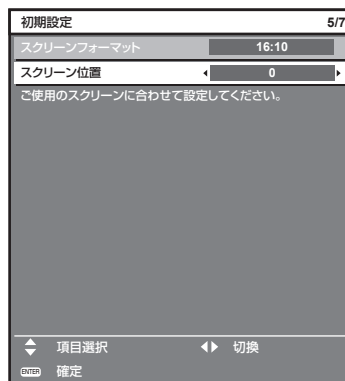 初期設定 5/7
スクリーンフォーマット 16:10
スクリーン位置 0
ご使用のスクリーンに合わせて設定してください。
項目選択 切換
ENTER 確定